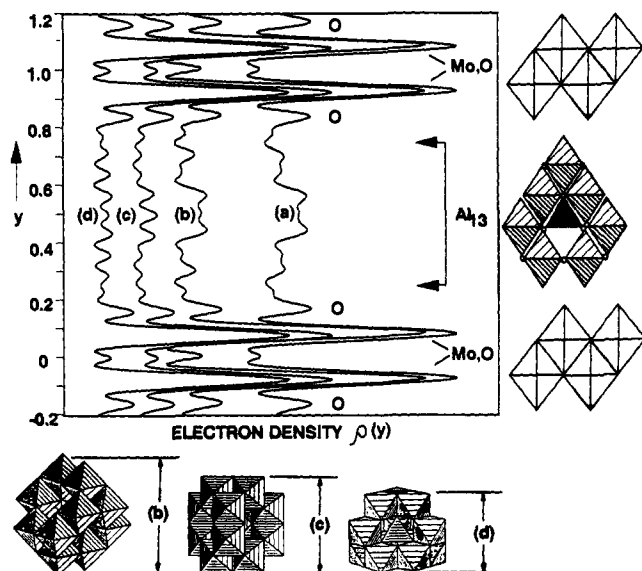 1.2
1.0
0.8
0.6
0.4
0.2
0
-0.2
y
O
Mo,O
O
(d)
(c)
(b)
(a)
Al13
O
Mo,O
O
ELECTRON DENSITY ρ(y)
(b)
(c)
(d)